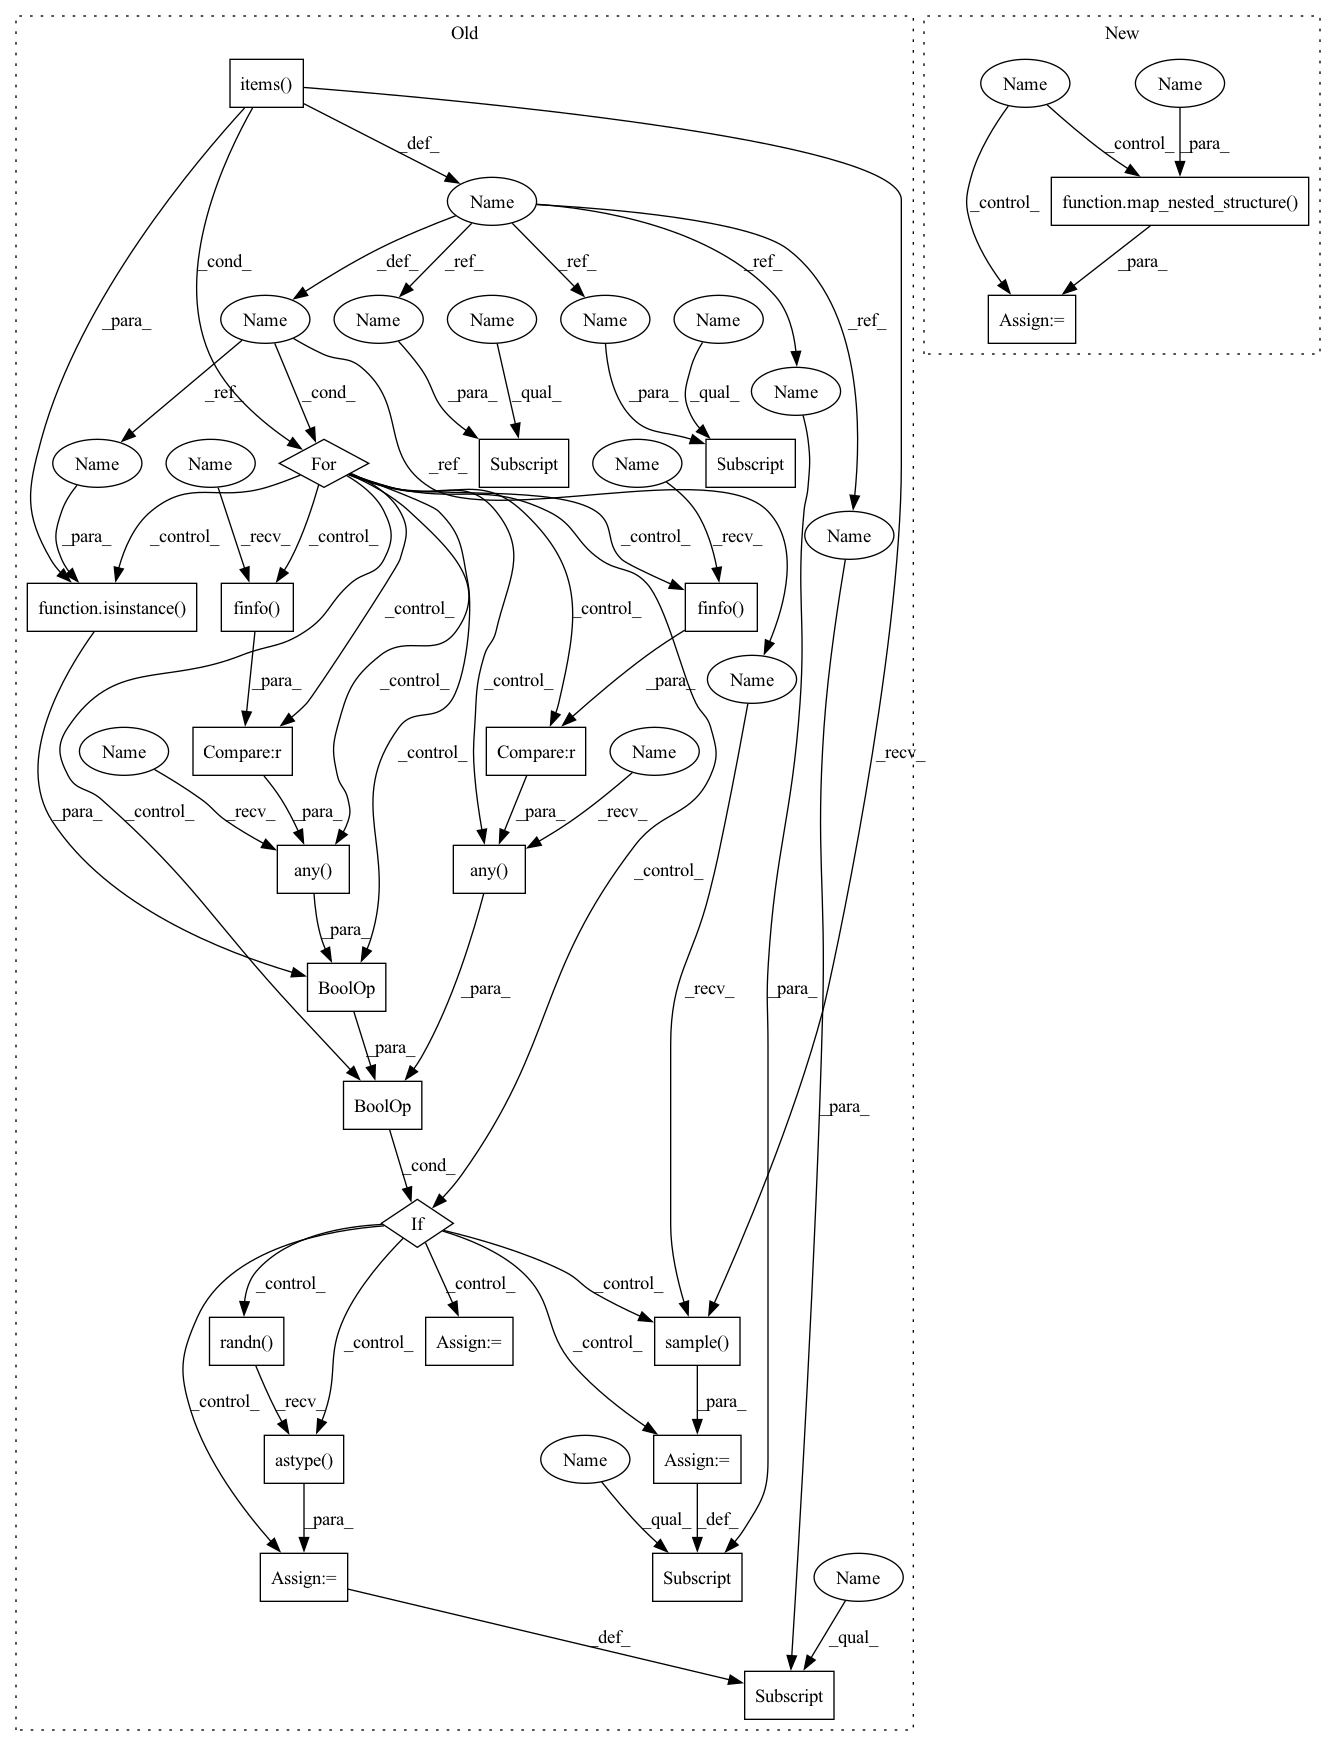 Old
New
items()
Name
Name
_def_
_control_
_para_
Name
_control_
function.map_nested_structure()
_cond_
_def_
_ref_
_ref_
_ref_
_para_
_para_
_ref_
Name
Name
Name
Name
Name
Assign:=
Name
_ref_
_cond_
_para_
_qual_
_para_
_qual_
Name
Name
For
_ref_
Subscript
Name
Subscript
_para_
_control_
_recv_
_control_
_control_
_recv_
Name
function.isinstance()
finfo()
_control_
_control_
finfo()
_para_
_control_
_control_
_para_
Name
Name
Compare:r
_control_
Compare:r
Name
_recv_
_para_
_control_
_recv_
_para_
_para_
_recv_
any()
any()
_control_
_para_
BoolOp
_para_
_recv_
_para_
_para_
BoolOp
_para_
_cond_
If
_control_
_control_
_control_
randn()
Assign:=
sample()
_control_
_control_
_control_
_recv_
_para_
astype()
Name
Assign:=
_para_
_qual_
_def_
Assign:=
Subscript
Name
_def_
_qual_
Subscript